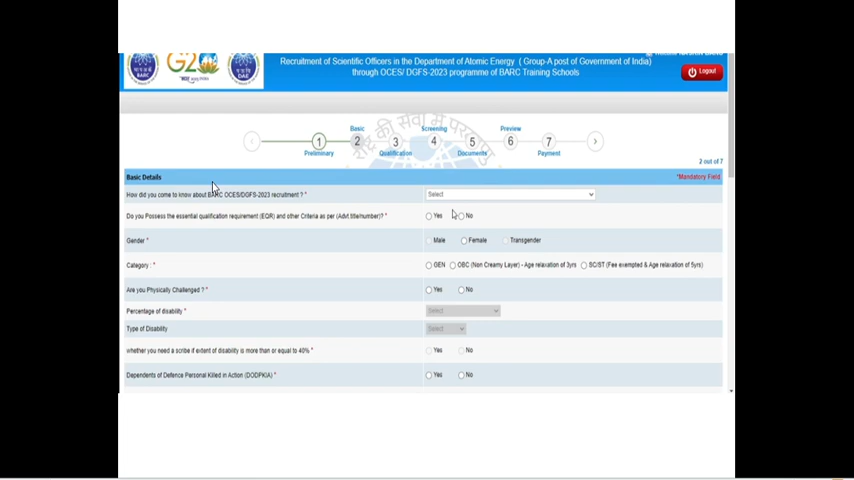 BARC
G20
DAE
Recruitment of Scientific Officers in the Department of Atomic Energy ( Group-A post of Government of India)
through OCES/ DGFS-2023 programme of BARC Training Schools
Logout
की सेवा में
1 Preliminary
2 Basic
3 Qualification
4 Screening
5 Documents
6 Preview
7 Payment
2 out of 7
Basic Details *Mandatory Field
How did you come to know about BARC OCES/DGFS-2023 recruitment ? * Select
Do you Possess the essential qualification requirement (EQR) and other Criteria as per (Advt.title/number)? * Yes No
Gender * Male Female Transgender
Category : * GEN OBC (Non Creamy Layer) - Age relaxation of 3yrs SC/ST (Fee exempted & Age relaxation of 5yrs)
Are you Physically Challenged ? * Yes No
Percentage of disability * Select
Type of Disability Select
whether you need a scribe if extent of disability is more than or equal to 40% * Yes No
Dependents of Defence Personal Killed in Action (DODPKIA) * Yes No